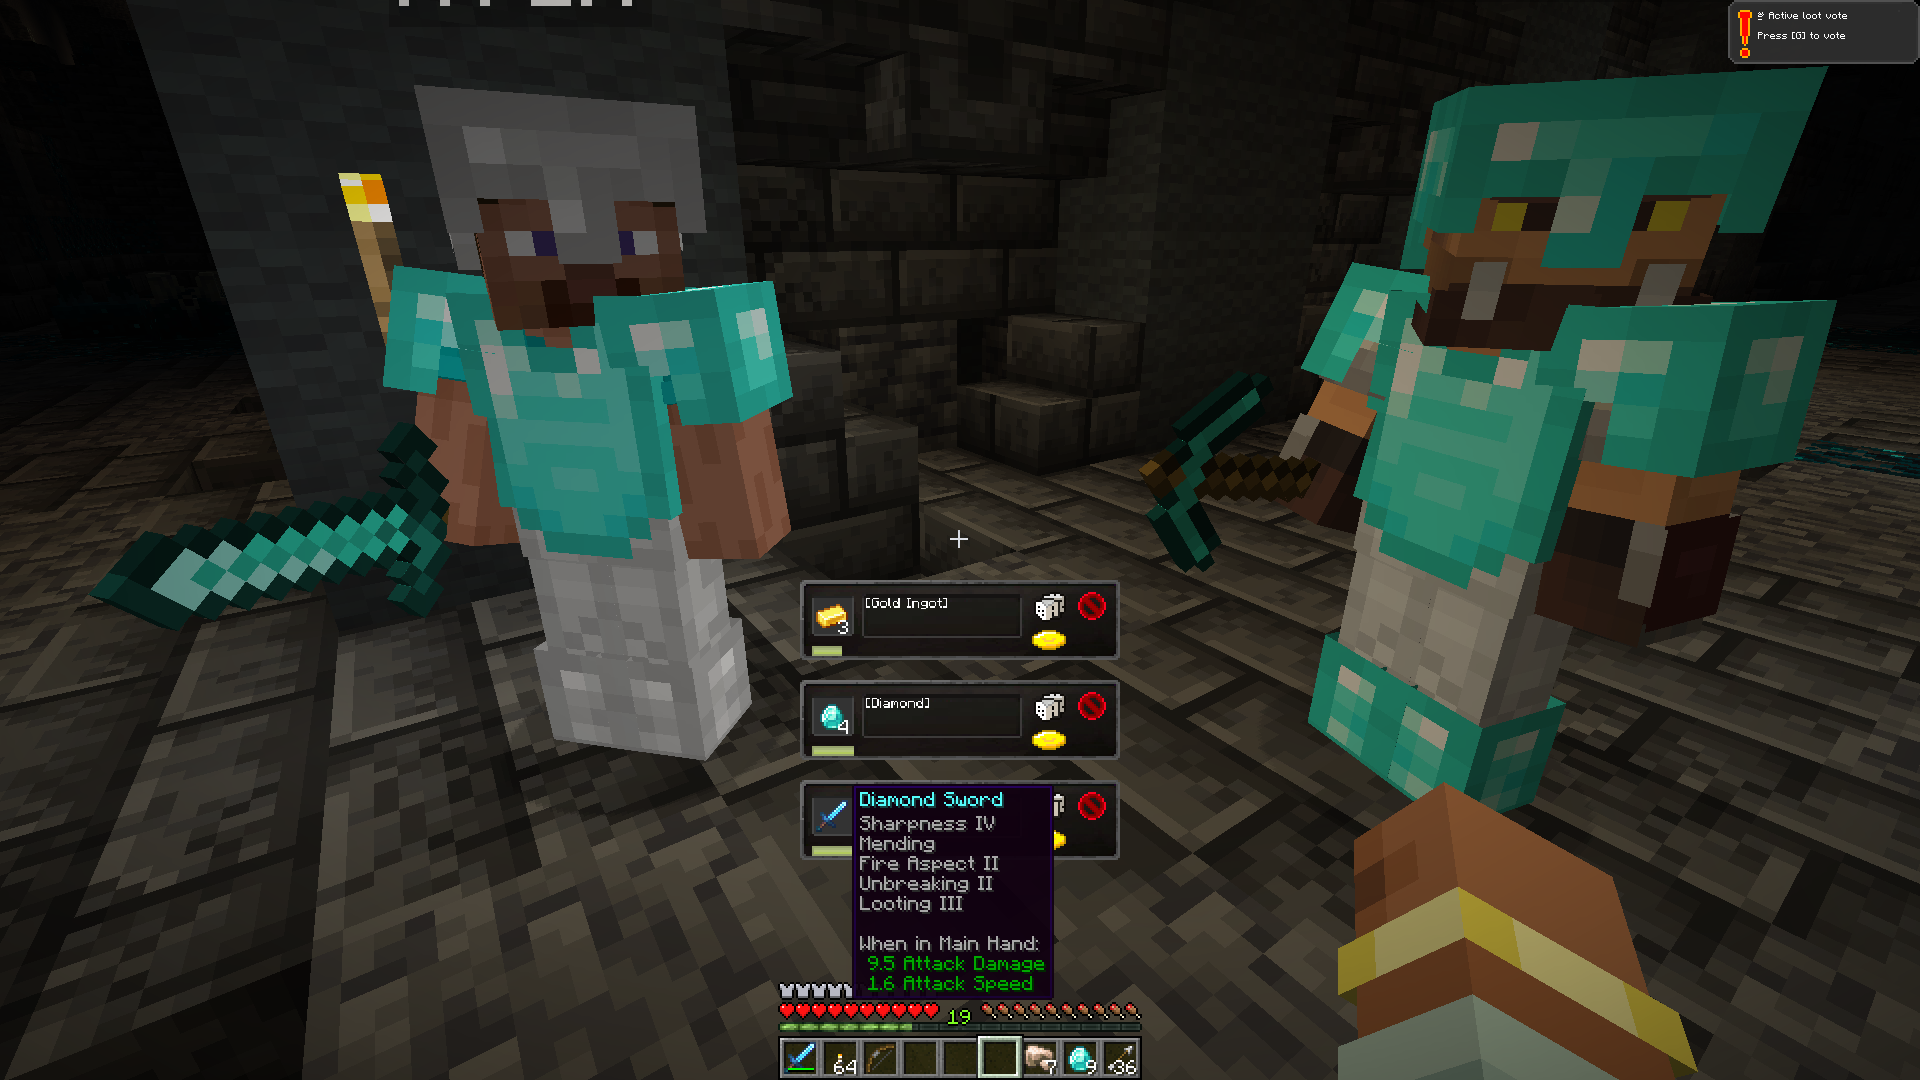 Active loot vote
Press [G] to vote
[Gold Ingot]
3
[Diamond]
4
Diamond Sword
Sharpness IV
Mending
Fire Aspect II
Unbreaking II
Looting III
When in Main Hand:
9.5 Attack Damage
1.6 Attack Speed
19
64
7
9
+36